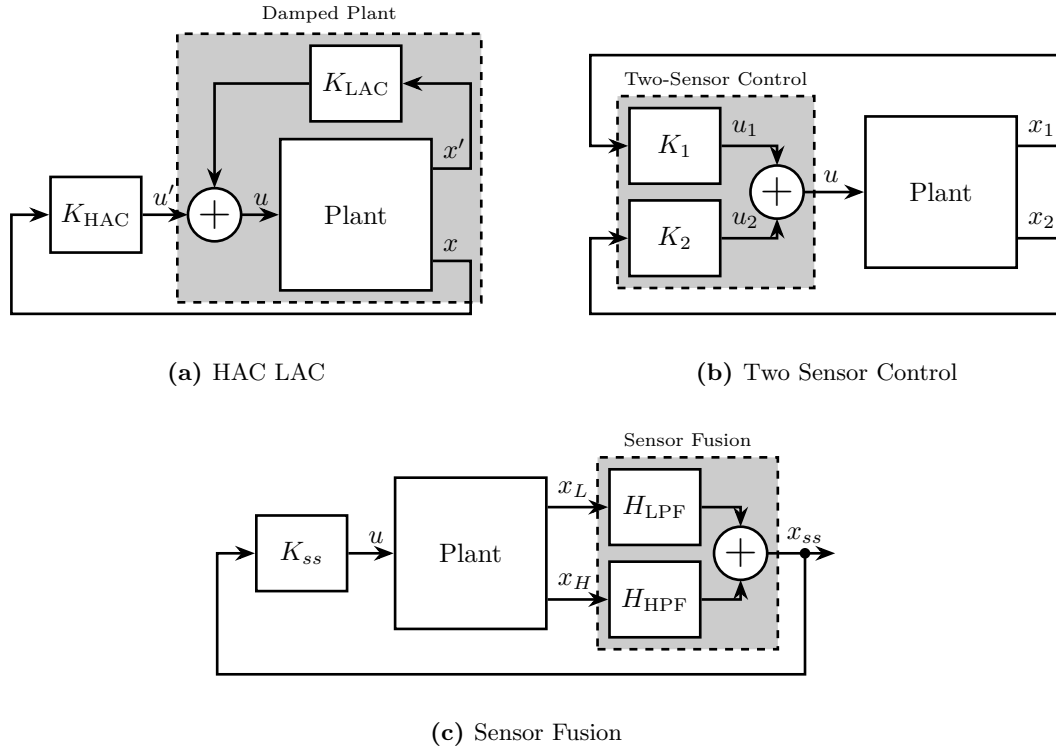 Damped Plant
K_LAC
x′
K_HAC
u′
+
u
Plant
x
(a) HAC LAC
Two-Sensor Control
K_1
u_1
x_1
+
u
Plant
K_2
u_2
x_2
(b) Two Sensor Control
Sensor Fusion
x_L
H_LPF
K_ss
u
Plant
+
x_ss
x_H
H_HPF
(c) Sensor Fusion